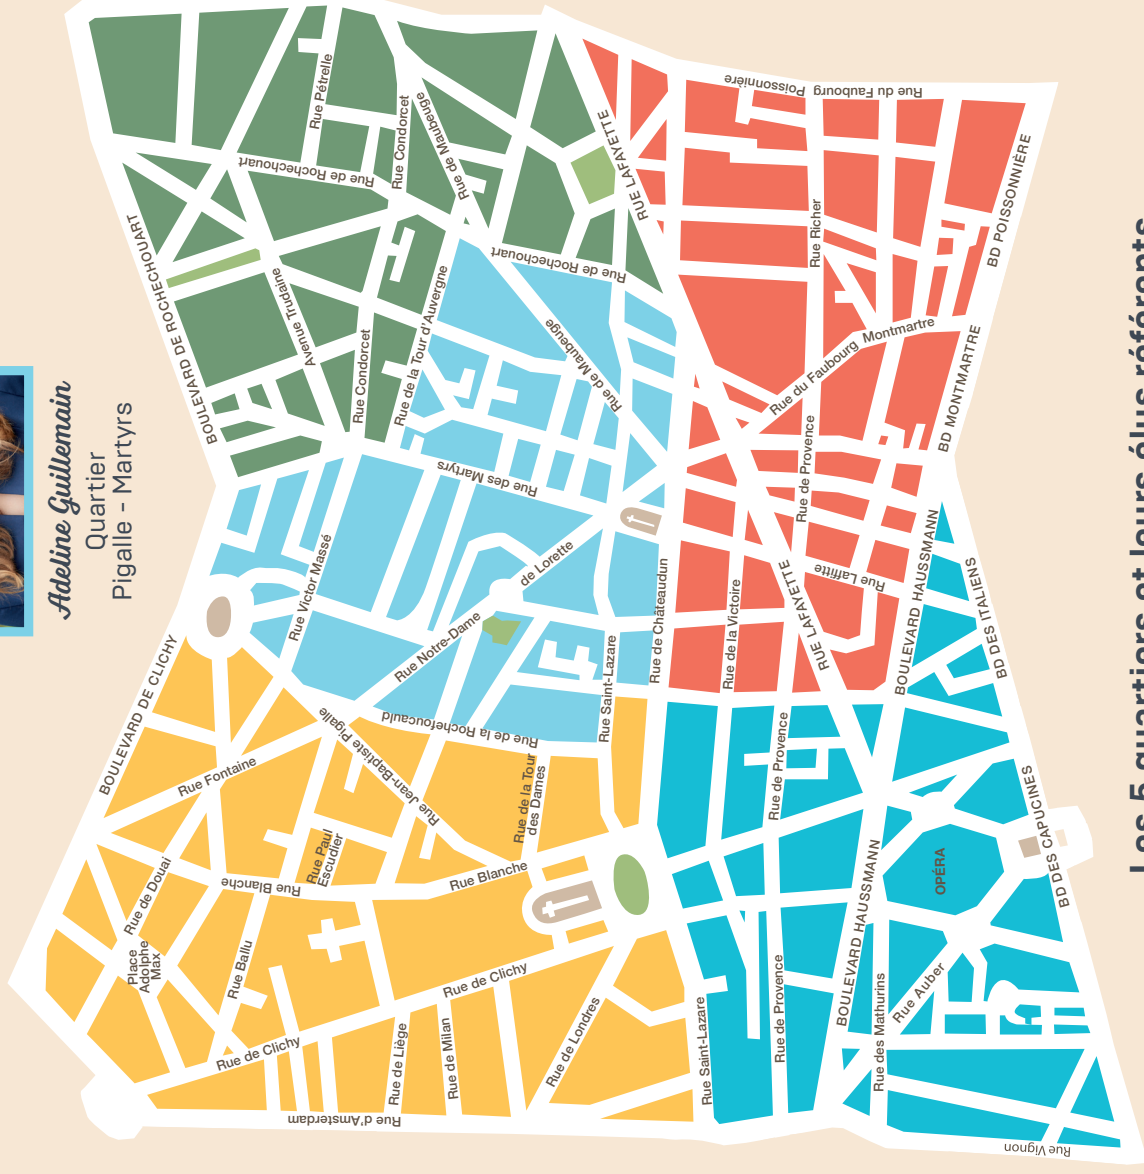 Adeline Guillemain
Quartier
Pigalle - Martyrs
Rue Pétrelle
Rue Condorcet
Rue de Maubeuge
RUE LAFAYETTE
Poissonnière
Rue du Faubourg
BD POISSONNIÈRE
Rue de Rochechouart
BOULEVARD DE ROCHECHOUART
Avenue Trudaine
Rue Condorcet
Rue de la Tour d'Auvergne
Rue de Rochechouart
Rue de Maubeuge
Rue Richer
Rue du Faubourg Montmartre
BD MONTMARTRE
Rue des Martyrs
Rue de Provence
Rue Victor Massé
Rue Notre-Dame
de Lorette
Rue de Châteaudun
Rue de la Victoire
RUE LAFAYETTE
Rue Laffitte
BOULEVARD HAUSSMANN
BD DES ITALIENS
BOULEVARD DE CLICHY
Rue Saint-Lazare
Rue de la Rochefoucauld
Rue Jean-Baptiste Pigalle
Rue Fontaine
Rue de la Tour
des Dames
Rue de Provence
BD DES CAPUCINES
Rue de Douai
Rue Paul
Escudier
Rue Blanche
Rue Blanche
OPÉRA
BOULEVARD HAUSSMANN
Place
Adolphe
Max
Rue Ballu
Rue de Clichy
Rue de Clichy
Rue de Liège
Rue de Milan
Rue de Londres
Rue Saint-Lazare
Rue de Provence
Rue des Mathurins
Rue Auber
Rue d'Amsterdam
Rue Vignon